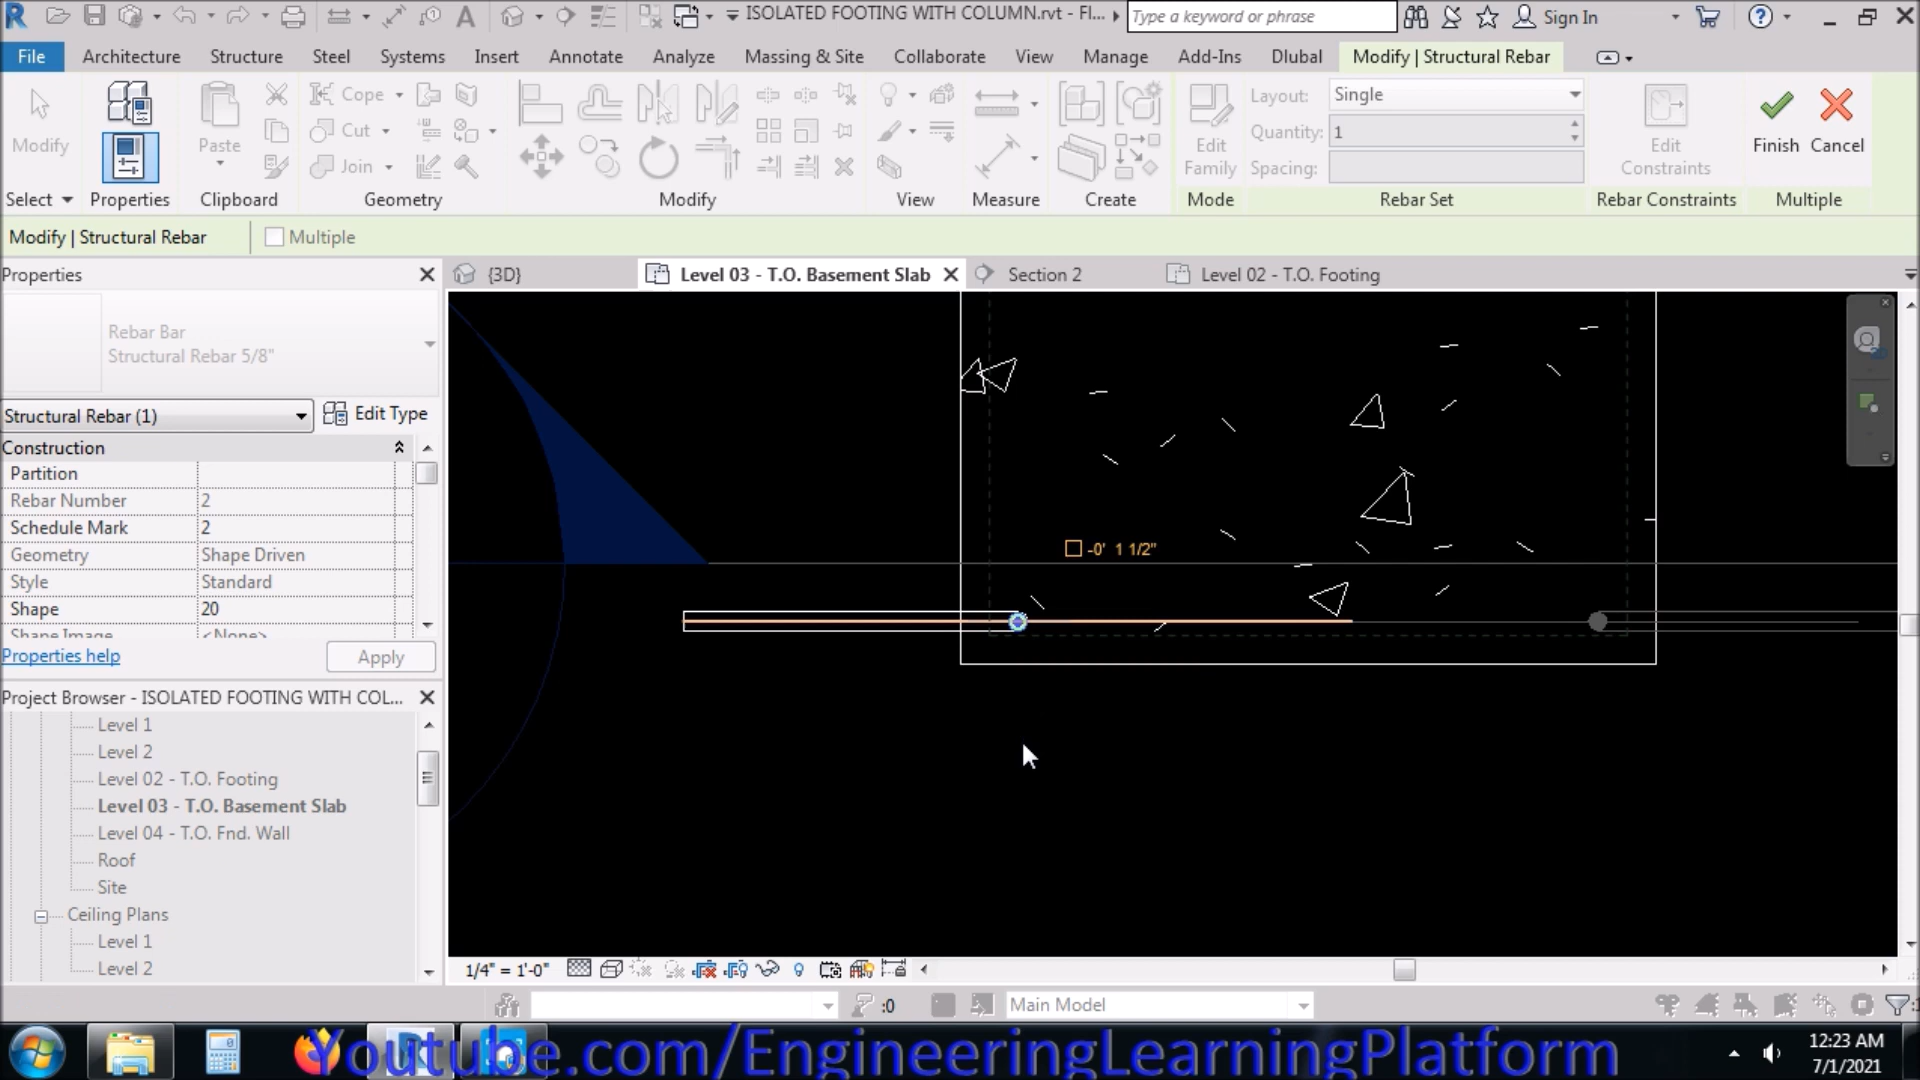 ISOLATED FOOTING WITH COLUMN.rvt - Fl...
Type a keyword or phrase
Sign In
File
Architecture
Structure
Steel
Systems
Insert
Annotate
Analyze
Massing & Site
Collaborate
View
Manage
Add-Ins
Dlubal
Modify | Structural Rebar
Modify
Paste
Cope
Cut
Join
Edit
Family
Layout:
Single
Quantity:
1
Spacing:
Edit
Constraints
Finish
Cancel
Select
Properties
Clipboard
Geometry
Modify
View
Measure
Create
Mode
Rebar Set
Rebar Constraints
Multiple
Modify | Structural Rebar
Multiple
Properties
{3D}
Level 03 - T.O. Basement Slab
Section 2
Level 02 - T.O. Footing
Rebar Bar
Structural Rebar 5/8"
Structural Rebar (1)
Edit Type
Construction
Partition
Rebar Number 2
Schedule Mark 2
Geometry Shape Driven
Style Standard
Shape 20
Shape Image <None>
Properties help
Apply
-0' 1 1/2"
Project Browser - ISOLATED FOOTING WITH COL...
Level 1
Level 2
Level 02 - T.O. Footing
Level 03 - T.O. Basement Slab
Level 04 - T.O. Fnd. Wall
Roof
Site
Ceiling Plans
Level 1
Level 2
1/4" = 1'-0"
:0
Main Model
Youtube.com/EngineeringLearningPlatform
12:23 AM
7/1/2021